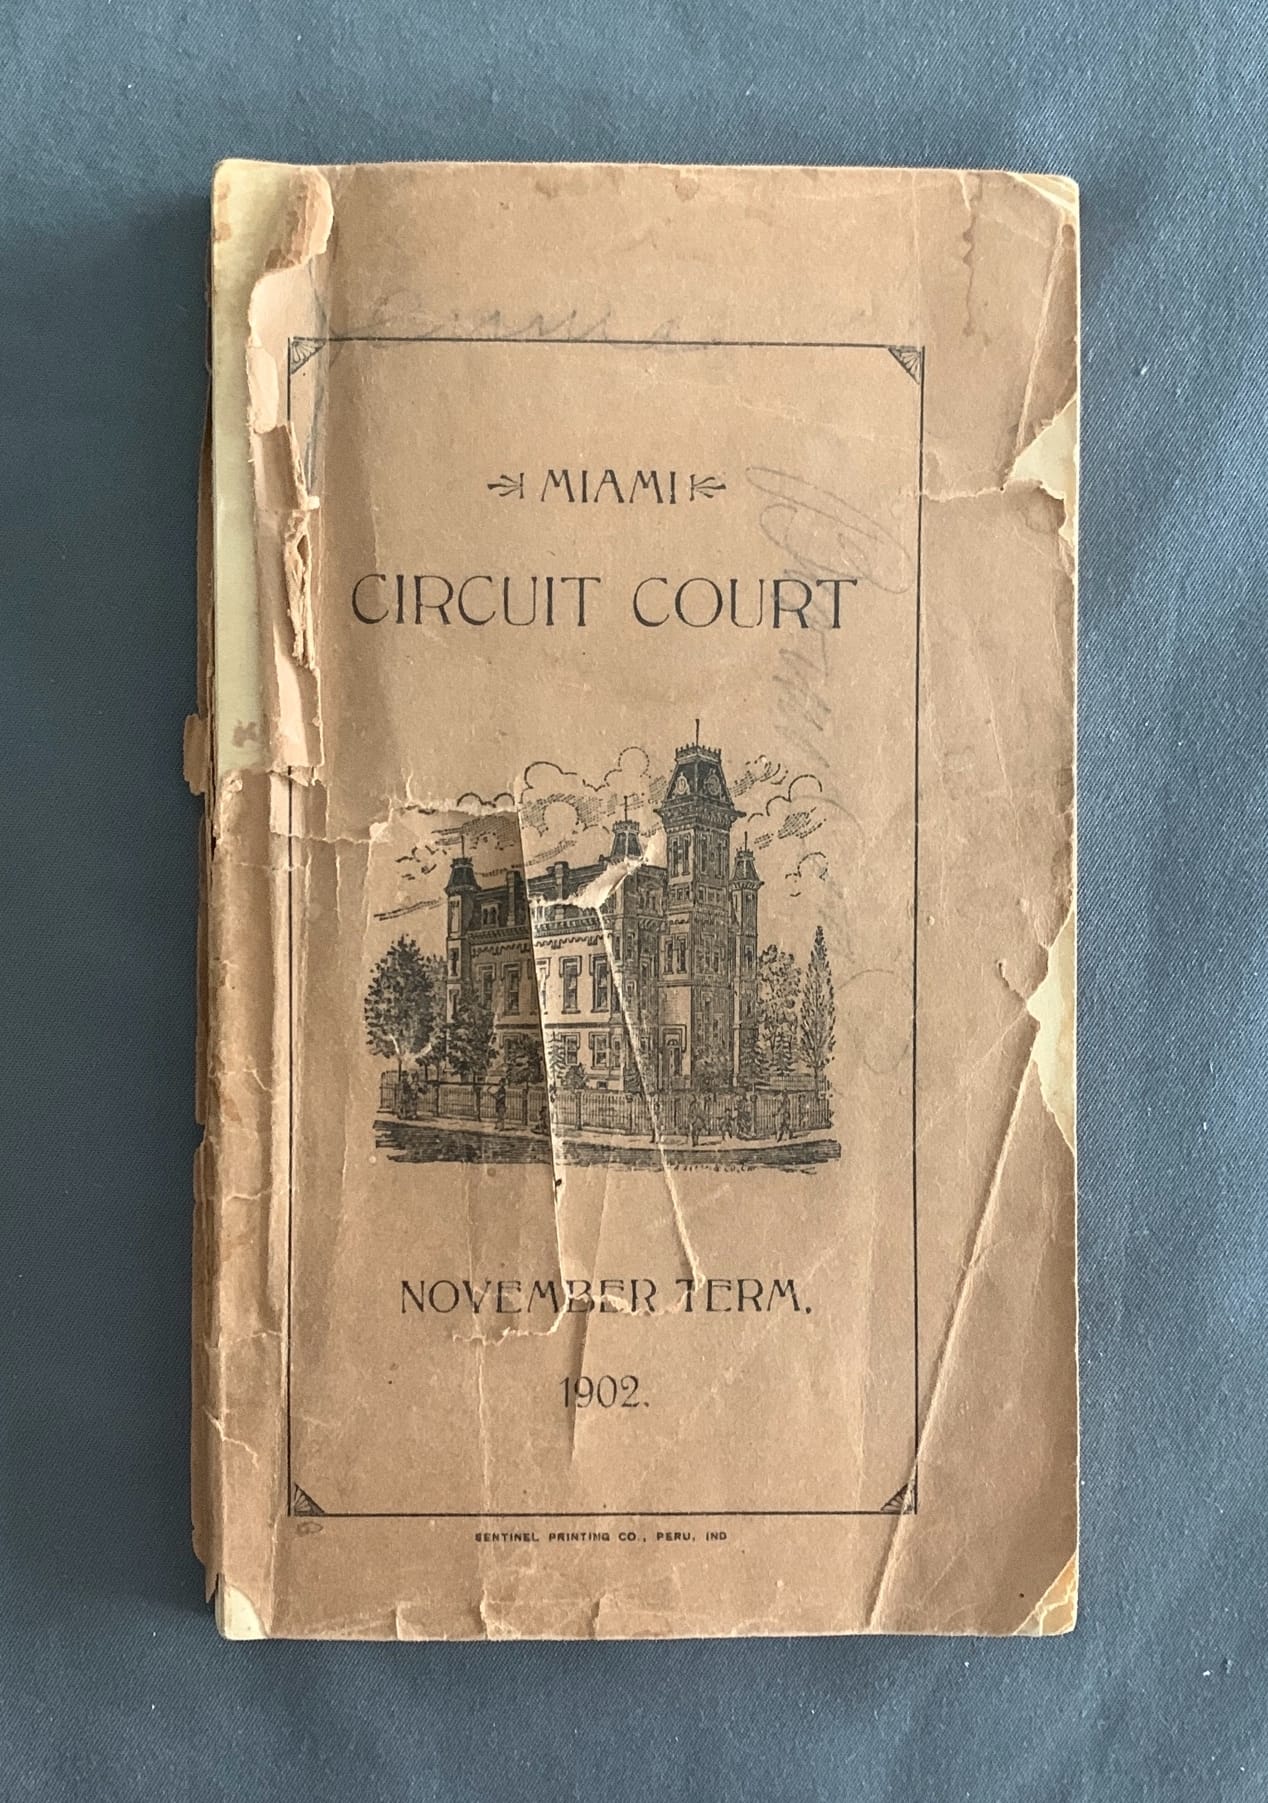 MIAMI
CIRCUIT COURT
NOVEMBER TERM.
1902.
SENTINEL PRINTING CO., PERU, IND